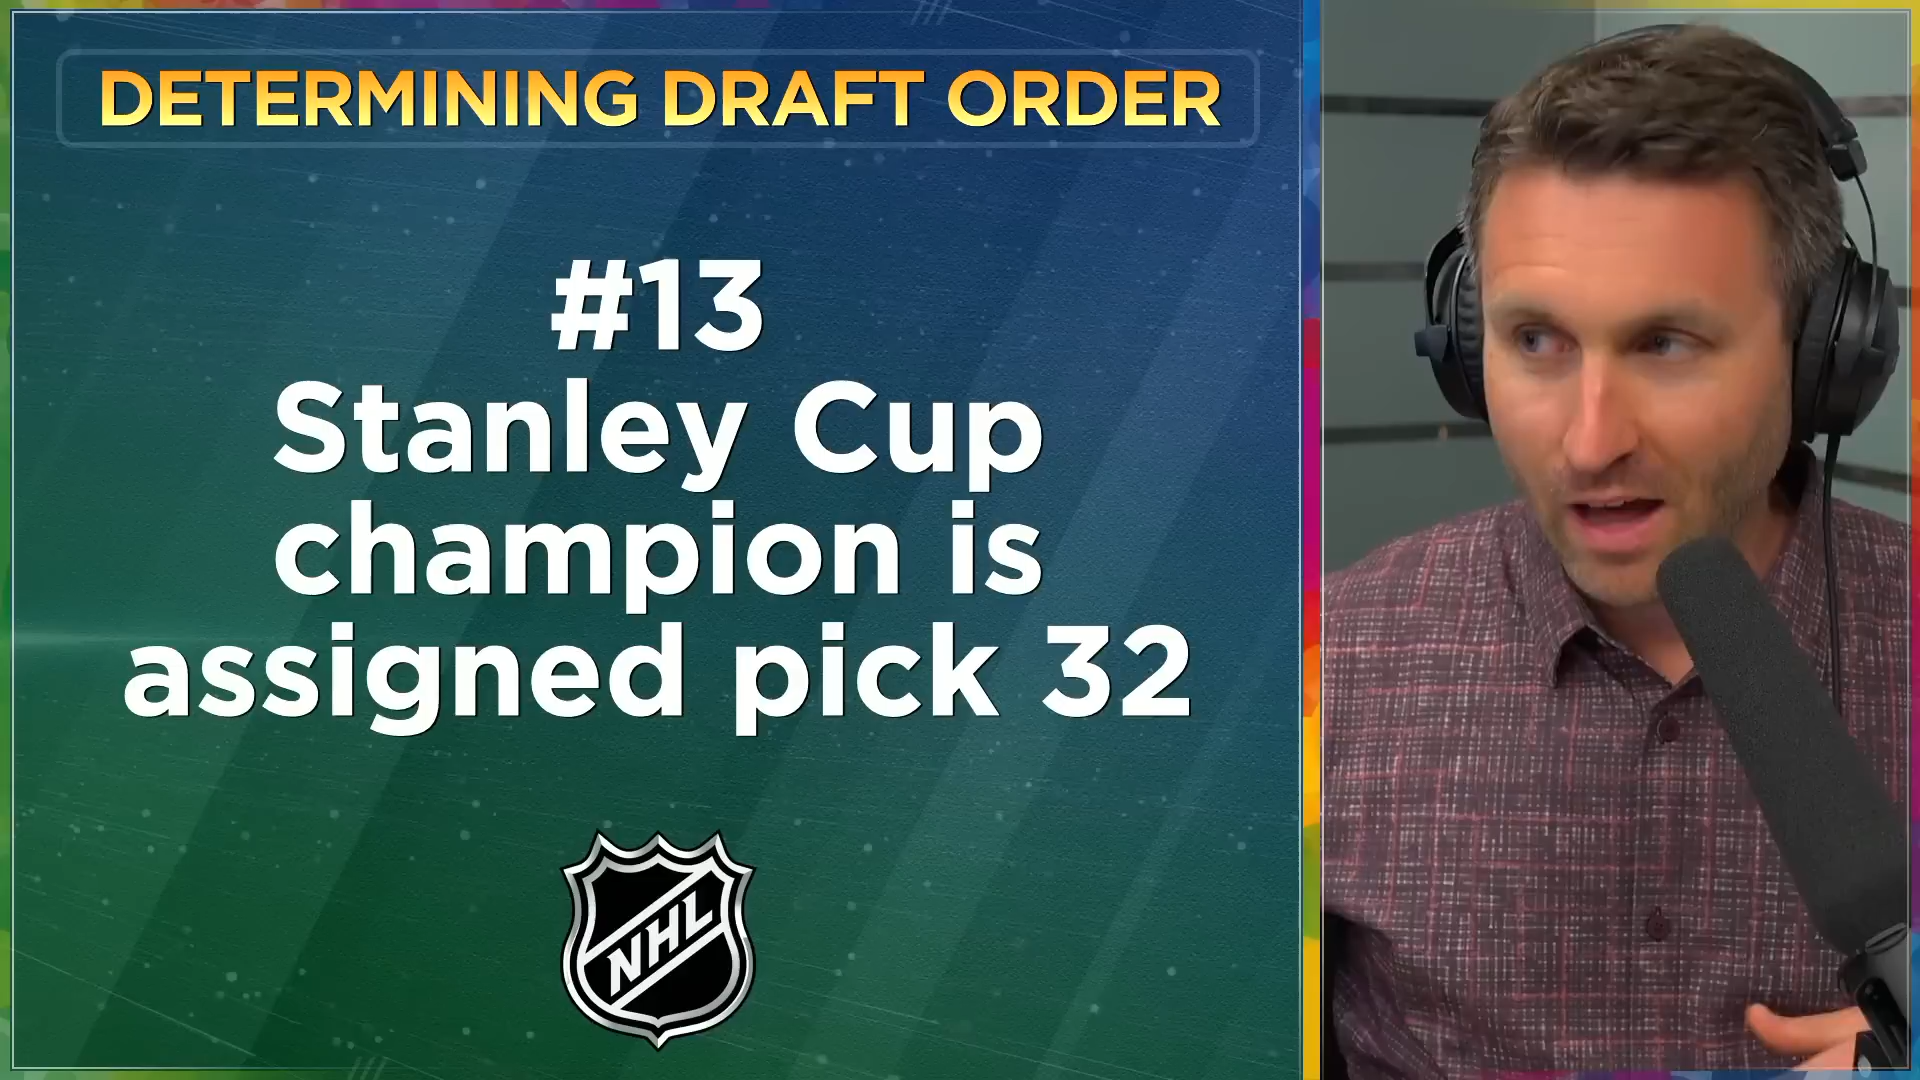 DETERMINING DRAFT ORDER
#13
Stanley Cup
champion is
assigned pick 32
NHL